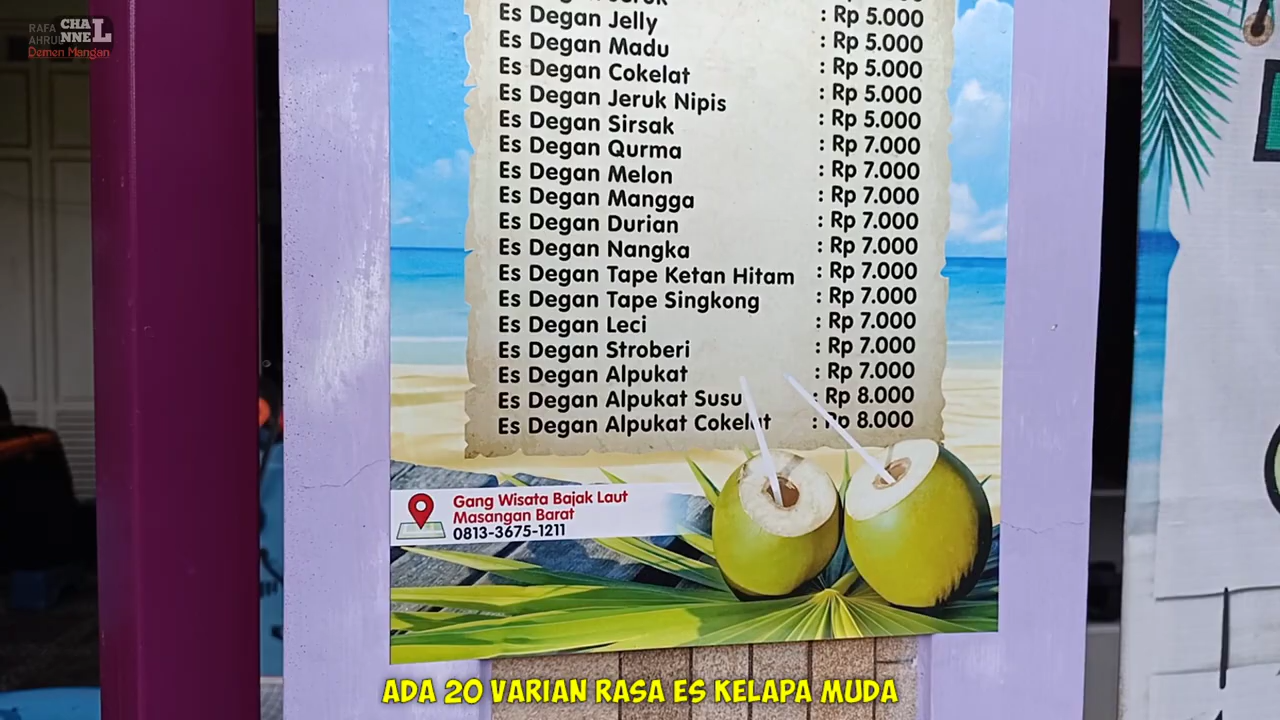 RAFA AHRUL CHANNEL
Demen Mangan
Es Degan Jelly : Rp 5.000
Es Degan Madu : Rp 5.000
Es Degan Cokelat : Rp 5.000
Es Degan Jeruk Nipis : Rp 5.000
Es Degan Sirsak : Rp 5.000
Es Degan Qurma : Rp 7.000
Es Degan Melon : Rp 7.000
Es Degan Mangga : Rp 7.000
Es Degan Durian : Rp 7.000
Es Degan Nangka : Rp 7.000
Es Degan Tape Ketan Hitam : Rp 7.000
Es Degan Tape Singkong : Rp 7.000
Es Degan Leci : Rp 7.000
Es Degan Stroberi : Rp 7.000
Es Degan Alpukat : Rp 7.000
Es Degan Alpukat Susu : Rp 8.000
Es Degan Alpukat Cokelat : Rp 8.000
Gang Wisata Bajak Laut
Masangan Barat
0813-3675-1211
ADA 20 VARIAN RASA ES KELAPA MUDA